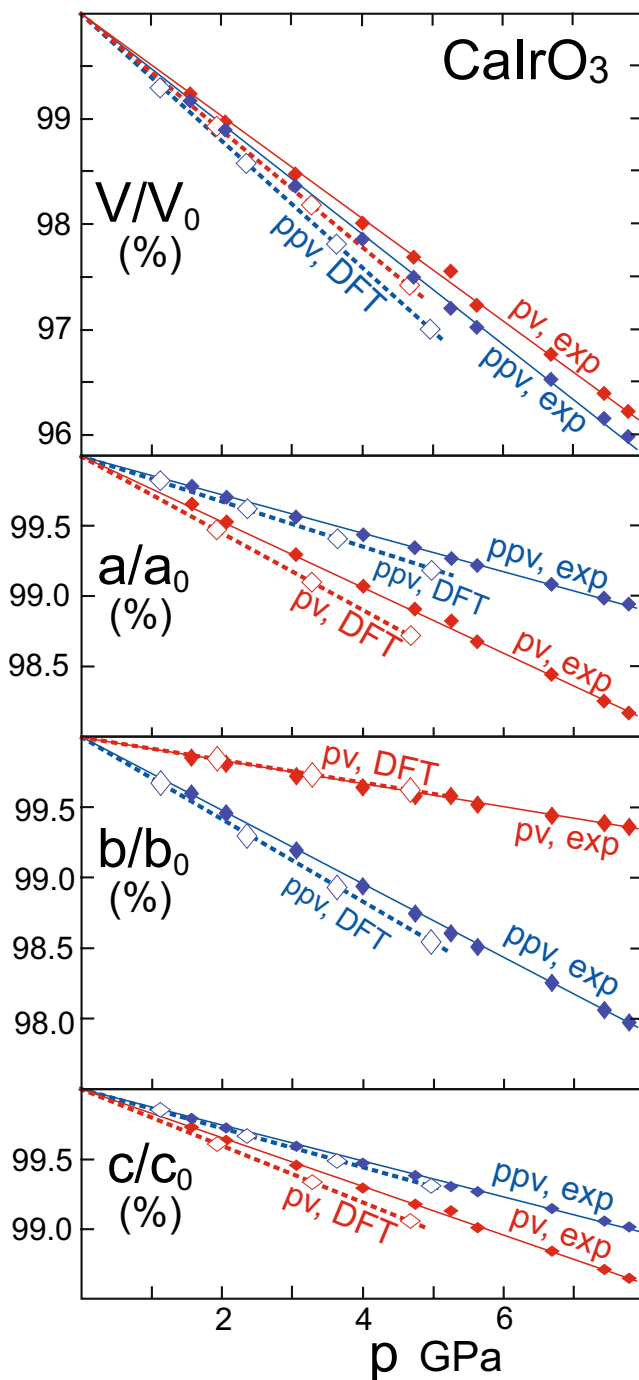 CaIrO3
99
V/V0
(%)
98
97
96
ppv, DFT
pv, exp
ppv, exp
99.5
a/a0
99.0
(%)
98.5
ppv, exp
ppv, DFT
pv, DFT
pv, exp
99.5
b/b0
99.0
(%)
98.5
98.0
pv, DFT
pv, exp
ppv, DFT
ppv, exp
99.5
c/c0
99.0
(%)
ppv, exp
pv, DFT
pv, exp
2
4
6
p GPa